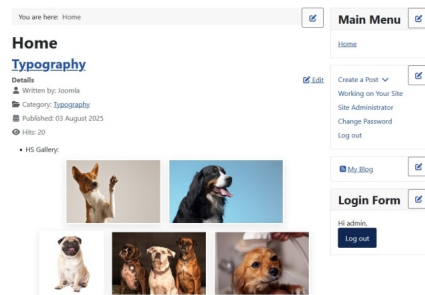 You are here: Home
Home
Typography
Details
Edit
Written by: Joomla
Category: Typography
Published: 03 August 2025
Hits: 20
HS Gallery:
Main Menu
Home
Create a Post
Working on Your Site
Site Administrator
Change Password
Log out
My Blog
Login Form
Hi admin,
Log out